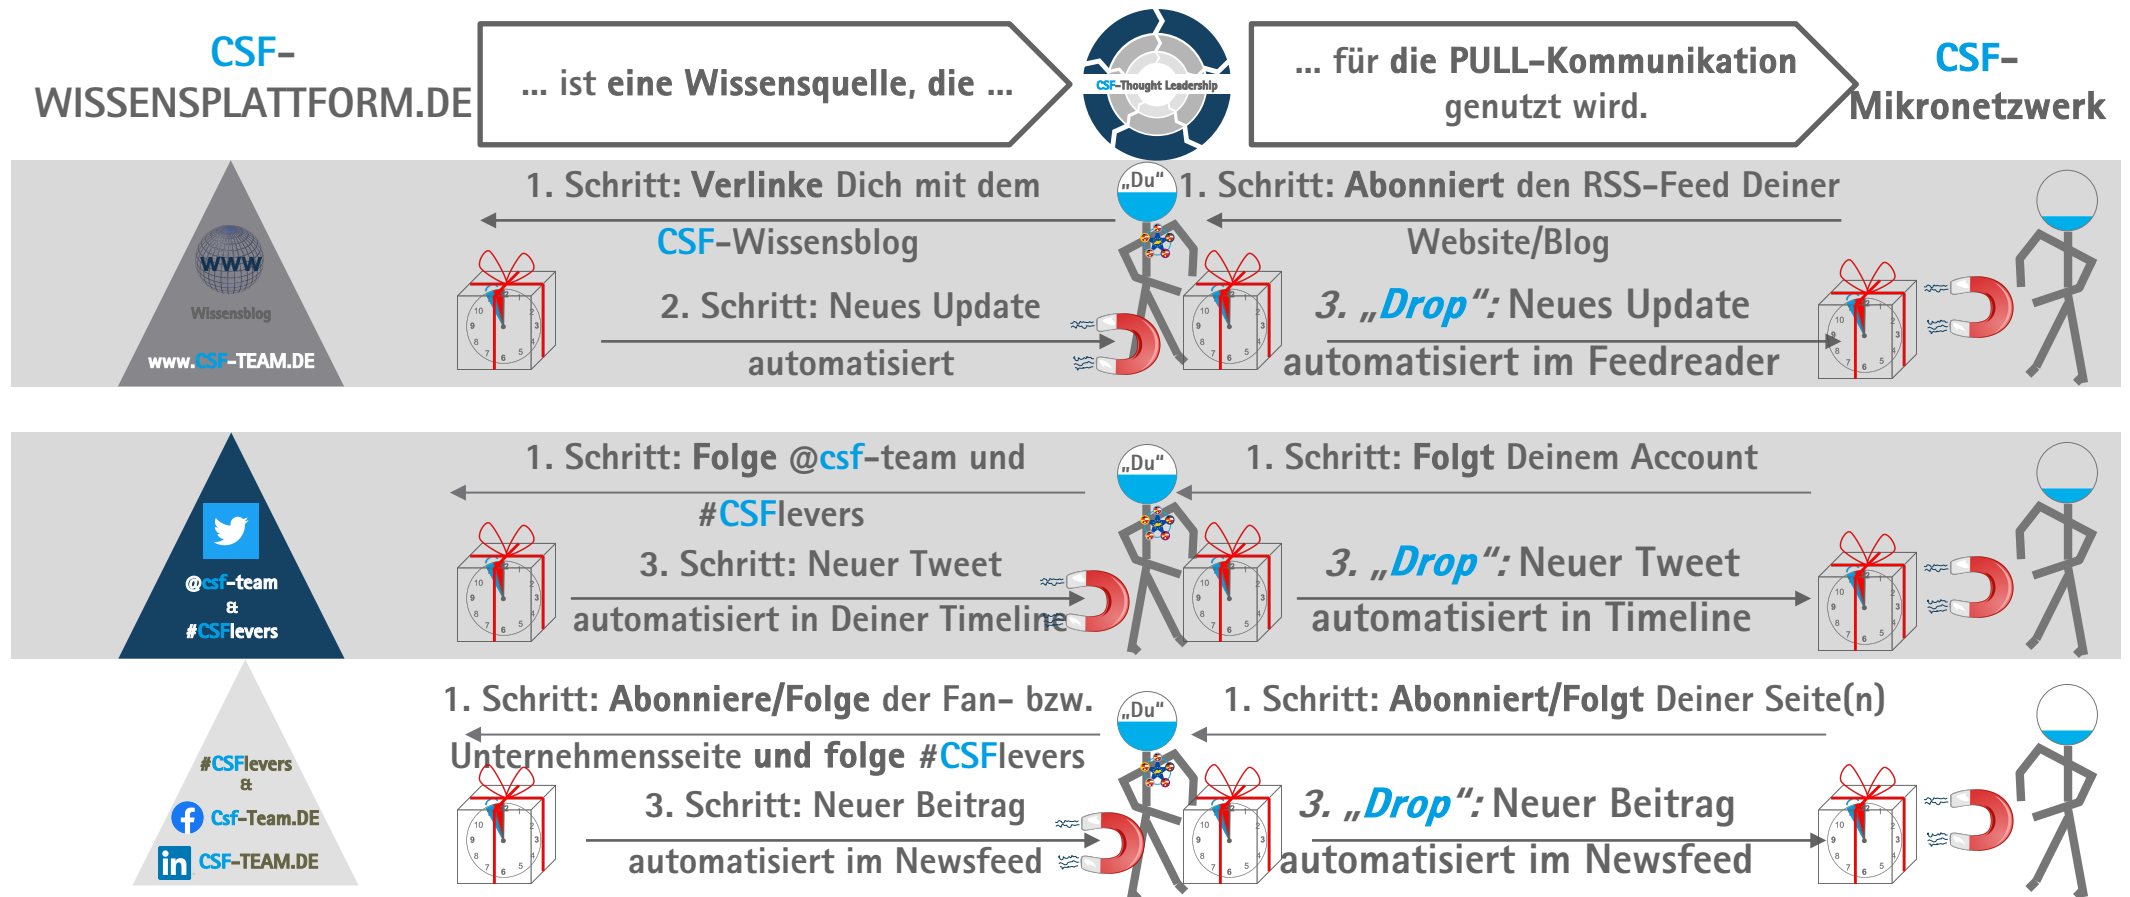 CSF-
WISSENSPLATTFORM.DE
... ist eine Wissensquelle, die ...
CSF-Thought Leadership
... für die PULL-Kommunikation
genutzt wird.
CSF-
Mikronetzwerk
www
Wissensblog
www.CSF-TEAM.DE
1. Schritt: Verlinke Dich mit dem
CSF-Wissensblog
2. Schritt: Neues Update
automatisiert
„Du“
1. Schritt: Abonniert den RSS-Feed Deiner
Website/Blog
3. „Drop“: Neues Update
automatisiert im Feedreader
@csf-team
&
#CSFlevers
1. Schritt: Folge @csf-team und
#CSFlevers
3. Schritt: Neuer Tweet
automatisiert in Deiner Timeline
„Du“
1. Schritt: Folgt Deinem Account
3. „Drop“: Neuer Tweet
automatisiert in Timeline
#CSFlevers
&
Csf-Team.DE
in CSF-TEAM.DE
1. Schritt: Abonniere/Folge der Fan- bzw.
Unternehmensseite und folge #CSFlevers
3. Schritt: Neuer Beitrag
automatisiert im Newsfeed
„Du“
1. Schritt: Abonniert/Folgt Deiner Seite(n)
3. „Drop“: Neuer Beitrag
automatisiert im Newsfeed